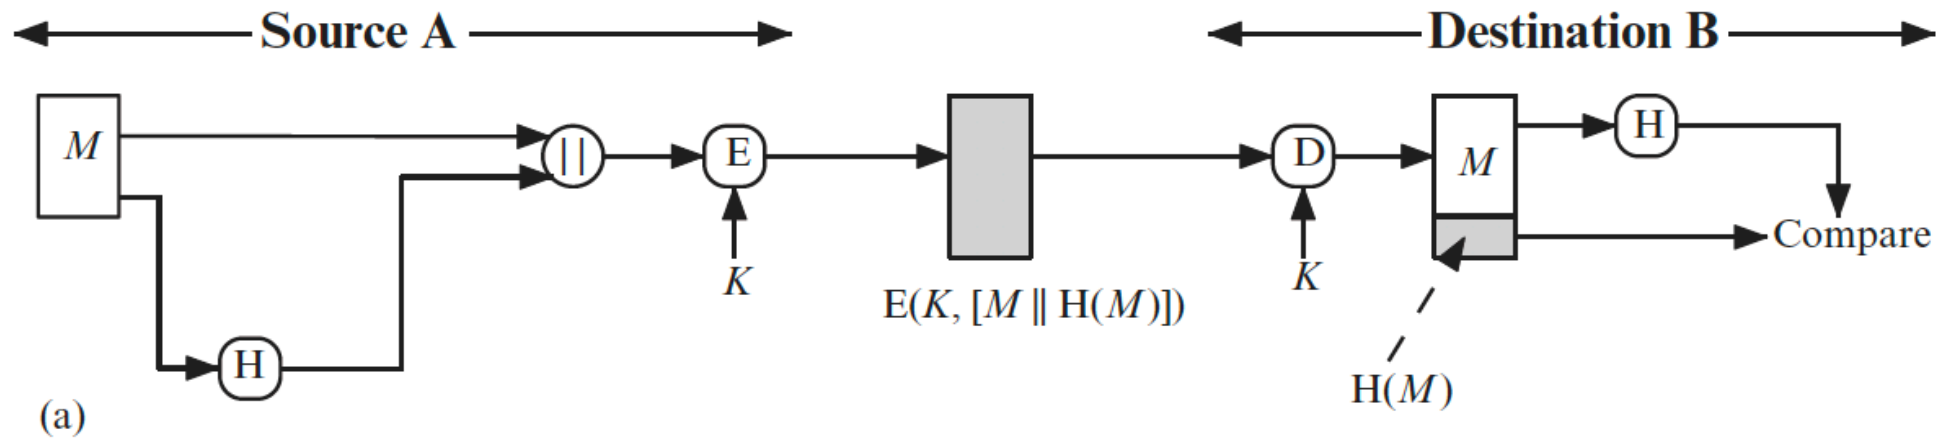 Source A
Destination B
M
||
E
D
M
H
K
K
Compare
E(K, [M || H(M)])
H
H(M)
(a)